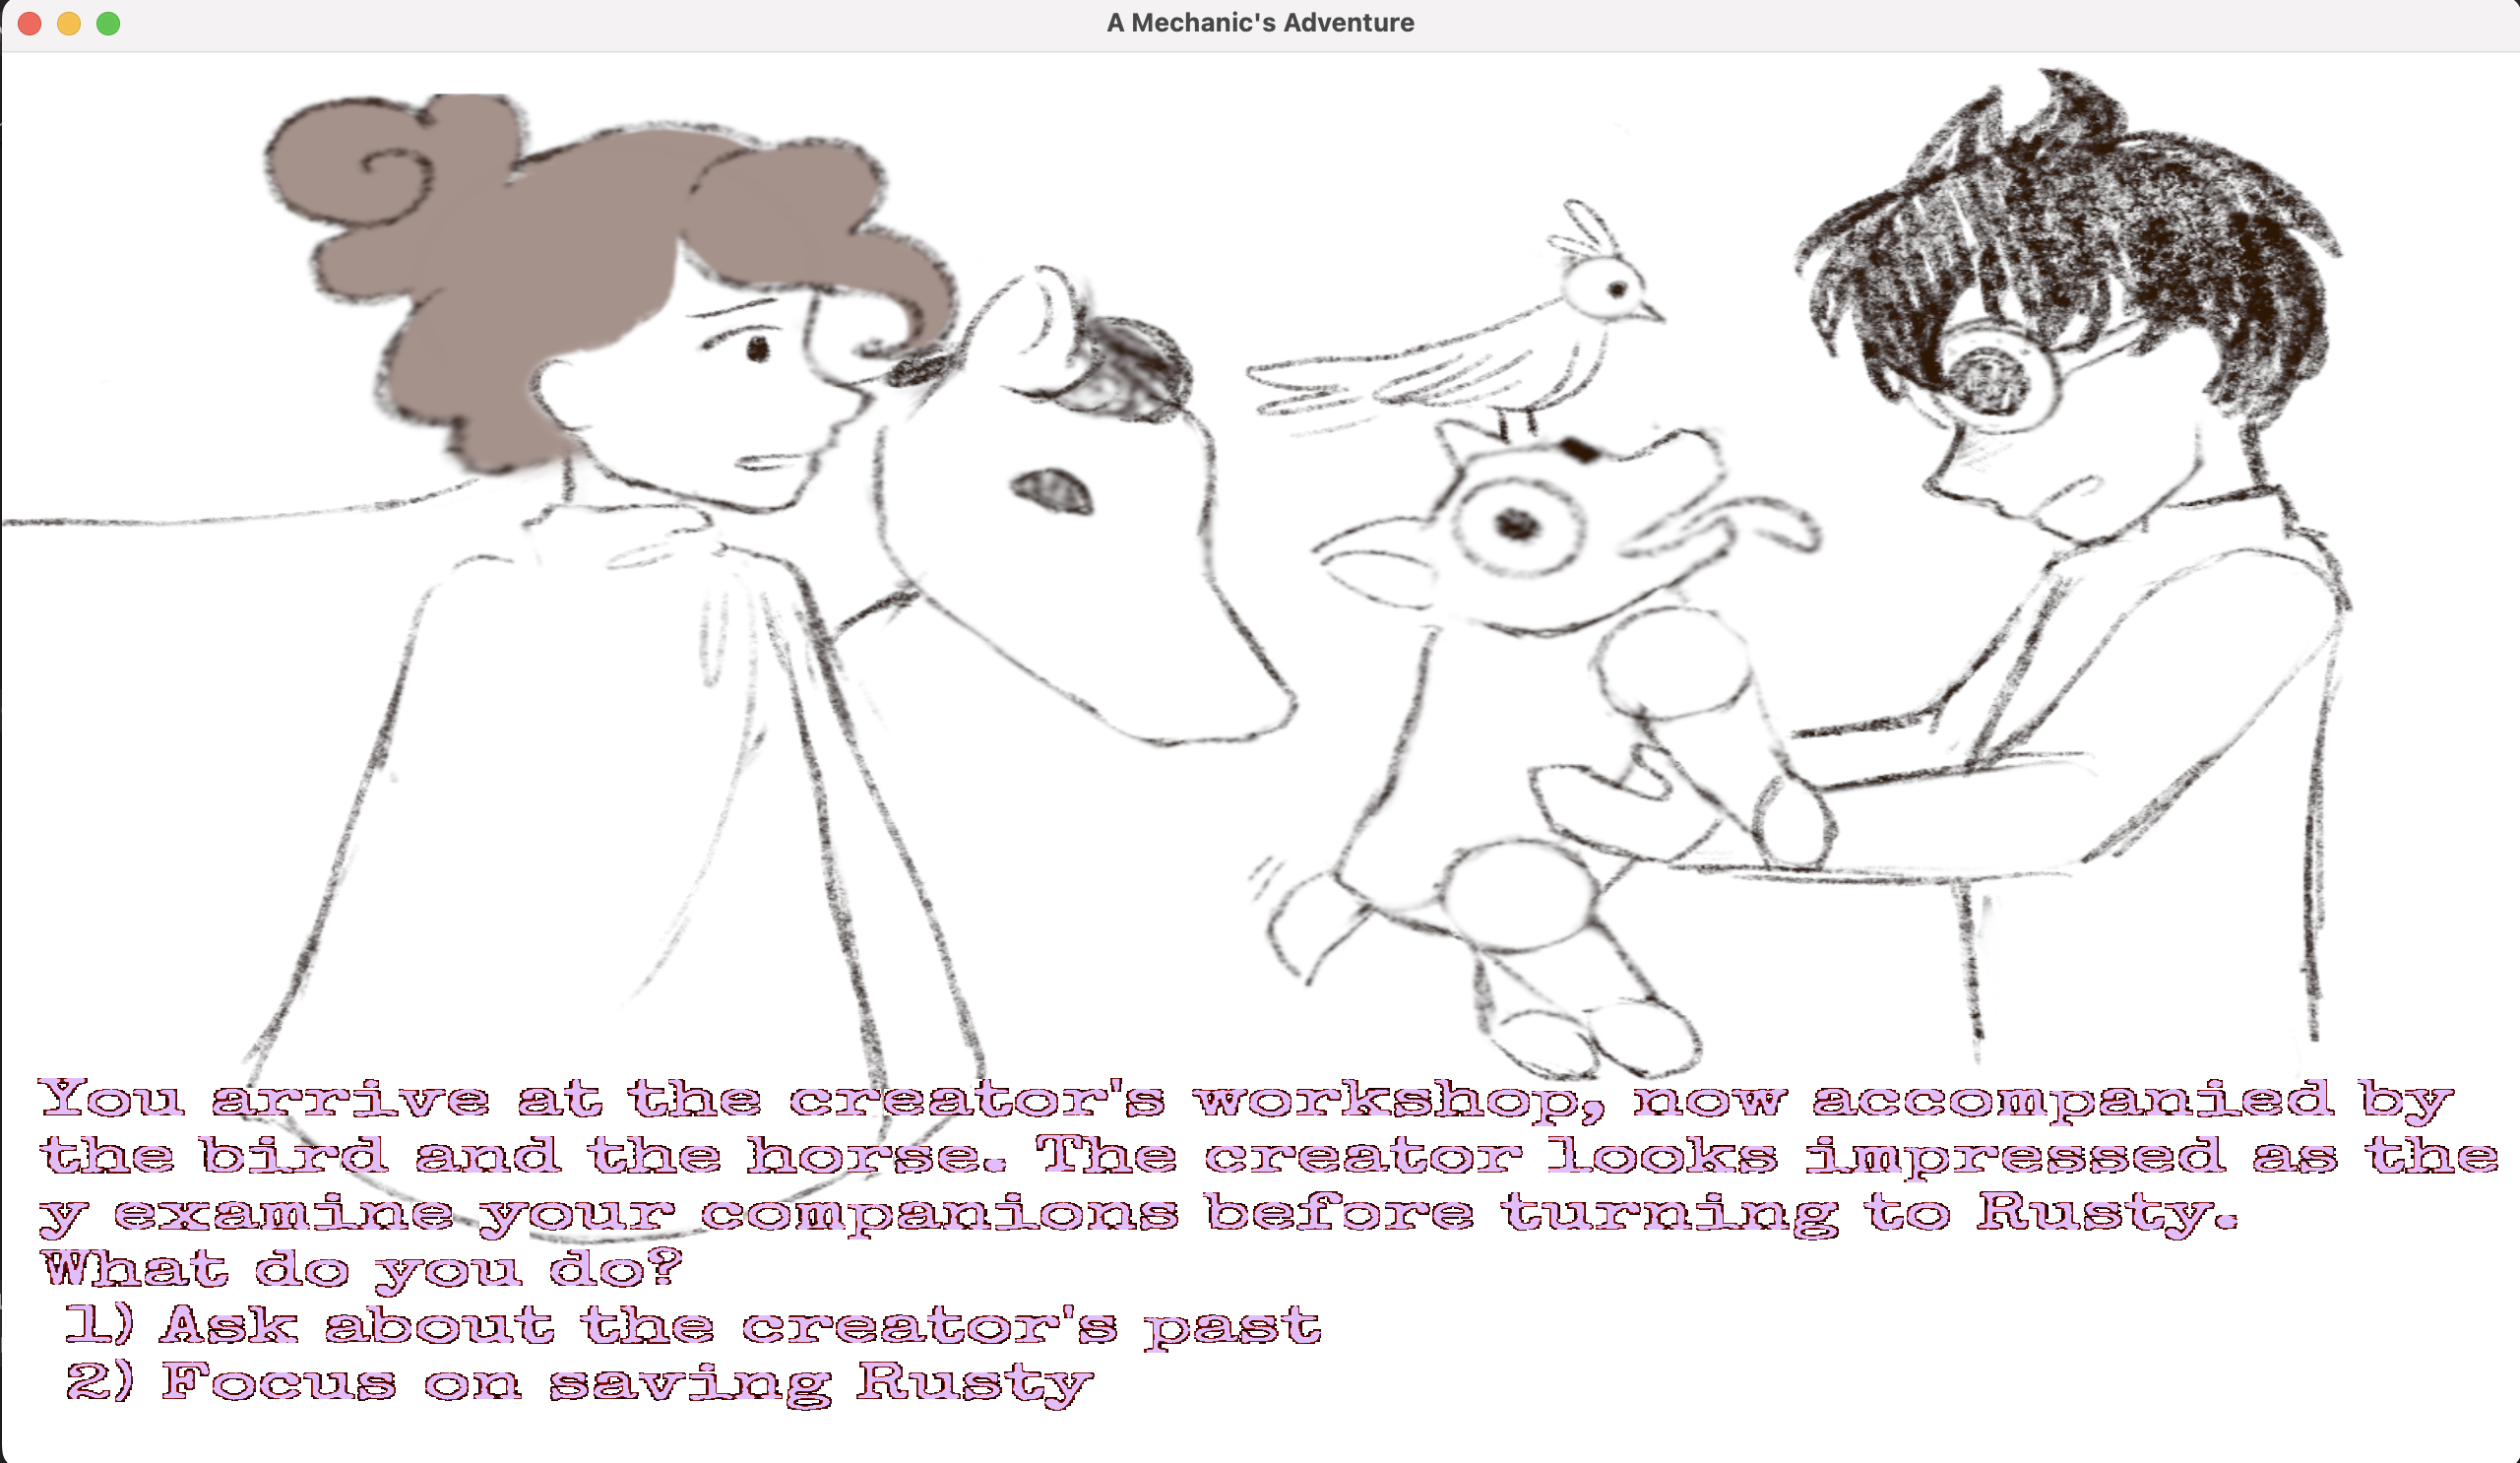 A Mechanic's Adventure
You arrive at the creator's workshop, now accompanied by
the bird and the horse. The creator looks impressed as the
y examine your companions before turning to Rusty.
What do you do?
1) Ask about the creator's past
2) Focus on saving Rusty